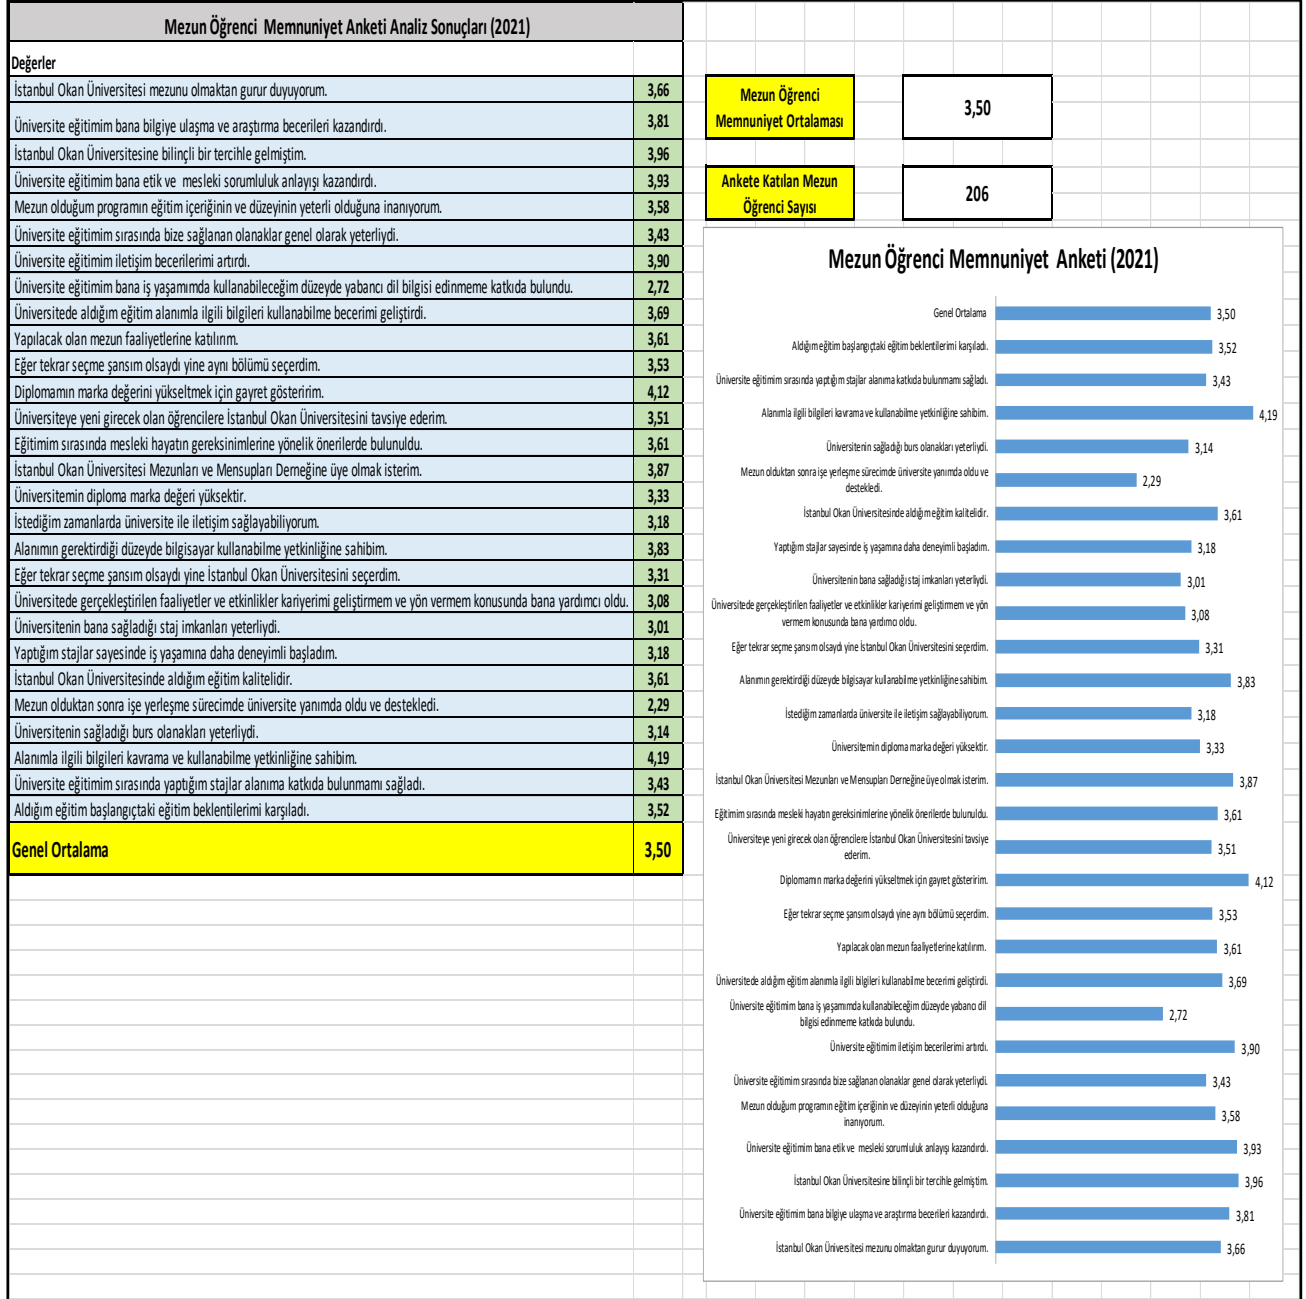 Mezun Öğrenci Memnuniyet Anketi Analiz Sonuçları (2021)
Değerler
İstanbul Okan Üniversitesi mezunu olmaktan gurur duyuyorum. 3,66
Üniversite eğitimim bana bilgiye ulaşma ve araştırma becerileri kazandırdı. 3,81
İstanbul Okan Üniversitesine bilinçli bir tercihle gelmiştim. 3,96
Üniversite eğitimim bana etik ve mesleki sorumluluk anlayışı kazandırdı. 3,93
Mezun olduğum programın eğitim içeriğinin ve düzeyinin yeterli olduğuna inanıyorum. 3,58
Üniversite eğitimim sırasında bize sağlanan olanaklar genel olarak yeterliydi. 3,43
Üniversite eğitimim iletişim becerilerimi artırdı. 3,90
Üniversite eğitimim bana iş yaşamımda kullanabileceğim düzeyde yabancı dil bilgisi edinmeme katkıda bulundu. 2,72
Üniversitede aldığım eğitim alanımla ilgili bilgileri kullanabilme becerimi geliştirdi. 3,69
Yapılacak olan mezun faaliyetlerine katılırım. 3,61
Eğer tekrar seçme şansım olsaydı yine aynı bölümü seçerdim. 3,53
Diplomamın marka değerini yükseltmek için gayret gösteririm. 4,12
Üniversiteye yeni girecek olan öğrencilere İstanbul Okan Üniversitesini tavsiye ederim. 3,51
Eğitimim sırasında mesleki hayatın gereksinimlerine yönelik önerilerde bulunuldu. 3,61
İstanbul Okan Üniversitesi Mezunları ve Mensupları Derneğine üye olmak isterim. 3,87
Üniversitemin diploma marka değeri yüksektir. 3,33
İstediğim zamanlarda üniversite ile iletişim sağlayabiliyorum. 3,18
Alanımın gerektirdiği düzeyde bilgisayar kullanabilme yetkinliğine sahibim. 3,83
Eğer tekrar seçme şansım olsaydı yine İstanbul Okan Üniversitesini seçerdim. 3,31
Üniversitede gerçekleştirilen faaliyetler ve etkinlikler kariyerimi geliştirmem ve yön vermem konusunda bana yardımcı oldu. 3,08
Üniversitenin bana sağladığı staj imkanları yeterliydi. 3,01
Yaptığım stajlar sayesinde iş yaşamına daha deneyimli başladım. 3,18
İstanbul Okan Üniversitesinde aldığım eğitim kalitelidir. 3,61
Mezun olduktan sonra işe yerleşme sürecimde üniversite yanımda oldu ve destekledi. 2,29
Üniversitenin sağladığı burs olanakları yeterliydi. 3,14
Alanımla ilgili bilgileri kavrama ve kullanabilme yetkinliğine sahibim. 4,19
Üniversite eğitimim sırasında yaptığım stajlar alanıma katkıda bulunmamı sağladı. 3,43
Aldığım eğitim başlangıçtaki eğitim beklentilerimi karşıladı. 3,52
Genel Ortalama 3,50
Mezun Öğrenci
Memnuniyet Ortalaması
3,50
Ankete Katılan Mezun
Öğrenci Sayısı
206
Mezun Öğrenci Memnuniyet Anketi (2021)
Genel Ortalama 3,50
Aldığım eğitim başlangıçtaki eğitim beklentilerimi karşıladı. 3,52
Üniversite eğitimim sırasında yaptığım stajlar alanıma katkıda bulunmamı sağladı. 3,43
Alanımla ilgili bilgileri kavrama ve kullanabilme yetkinliğine sahibim. 4,19
Üniversitenin sağladığı burs olanakları yeterliydi. 3,14
Mezun olduktan sonra işe yerleşme sürecimde üniversite yanımda oldu ve
destekledi. 2,29
İstanbul Okan Üniversitesinde aldığım eğitim kalitelidir. 3,61
Yaptığım stajlar sayesinde iş yaşamına daha deneyimli başladım. 3,18
Üniversitenin bana sağladığı staj imkanları yeterliydi. 3,01
Üniversitede gerçekleştirilen faaliyetler ve etkinlikler kariyerimi geliştirmem ve yön
vermem konusunda bana yardımcı oldu. 3,08
Eğer tekrar seçme şansım olsaydı yine İstanbul Okan Üniversitesini seçerdim. 3,31
Alanımın gerektirdiği düzeyde bilgisayar kullanabilme yetkinliğine sahibim. 3,83
İstediğim zamanlarda üniversite ile iletişim sağlayabiliyorum. 3,18
Üniversitemin diploma marka değeri yüksektir. 3,33
İstanbul Okan Üniversitesi Mezunları ve Mensupları Derneğine üye olmak isterim. 3,87
Eğitimim sırasında mesleki hayatın gereksinimlerine yönelik önerilerde bulunuldu. 3,61
Üniversiteye yeni girecek olan öğrencilere İstanbul Okan Üniversitesini tavsiye
ederim. 3,51
Diplomamın marka değerini yükseltmek için gayret gösteririm. 4,12
Eğer tekrar seçme şansım olsaydı yine aynı bölümü seçerdim. 3,53
Yapılacak olan mezun faaliyetlerine katılırım. 3,61
Üniversitede aldığım eğitim alanımla ilgili bilgileri kullanabilme becerimi geliştirdi. 3,69
Üniversite eğitimim bana iş yaşamımda kullanabileceğim düzeyde yabancı dil
bilgisi edinmeme katkıda bulundu. 2,72
Üniversite eğitimim iletişim becerilerimi artırdı. 3,90
Üniversite eğitimim sırasında bize sağlanan olanaklar genel olarak yeterliydi. 3,43
Mezun olduğum programın eğitim içeriğinin ve düzeyinin yeterli olduğuna
inanıyorum. 3,58
Üniversite eğitimim bana etik ve mesleki sorumluluk anlayışı kazandırdı. 3,93
İstanbul Okan Üniversitesine bilinçli bir tercihle gelmiştim. 3,96
Üniversite eğitimim bana bilgiye ulaşma ve araştırma becerileri kazandırdı. 3,81
İstanbul Okan Üniversitesi mezunu olmaktan gurur duyuyorum. 3,66